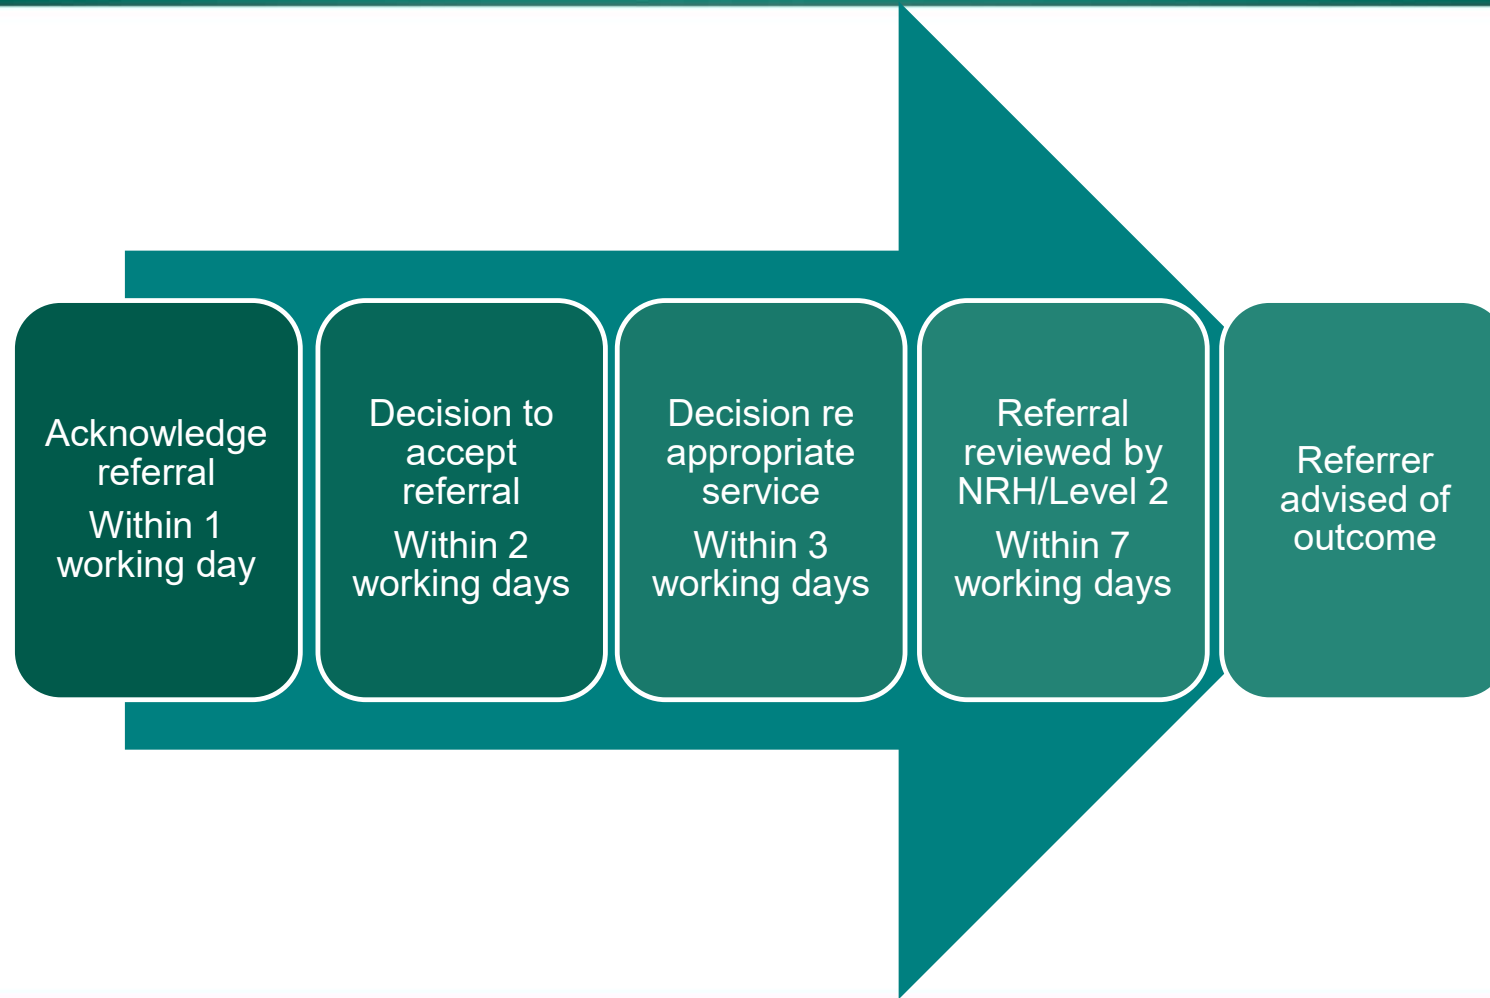 Acknowledge
referral
Within 1
working day
Decision to
accept
referral
Within 2
working days
Decision re
appropriate
service
Within 3
working days
Referral
reviewed by
NRH/Level 2
Within 7
working days
Referrer
advised of
outcome